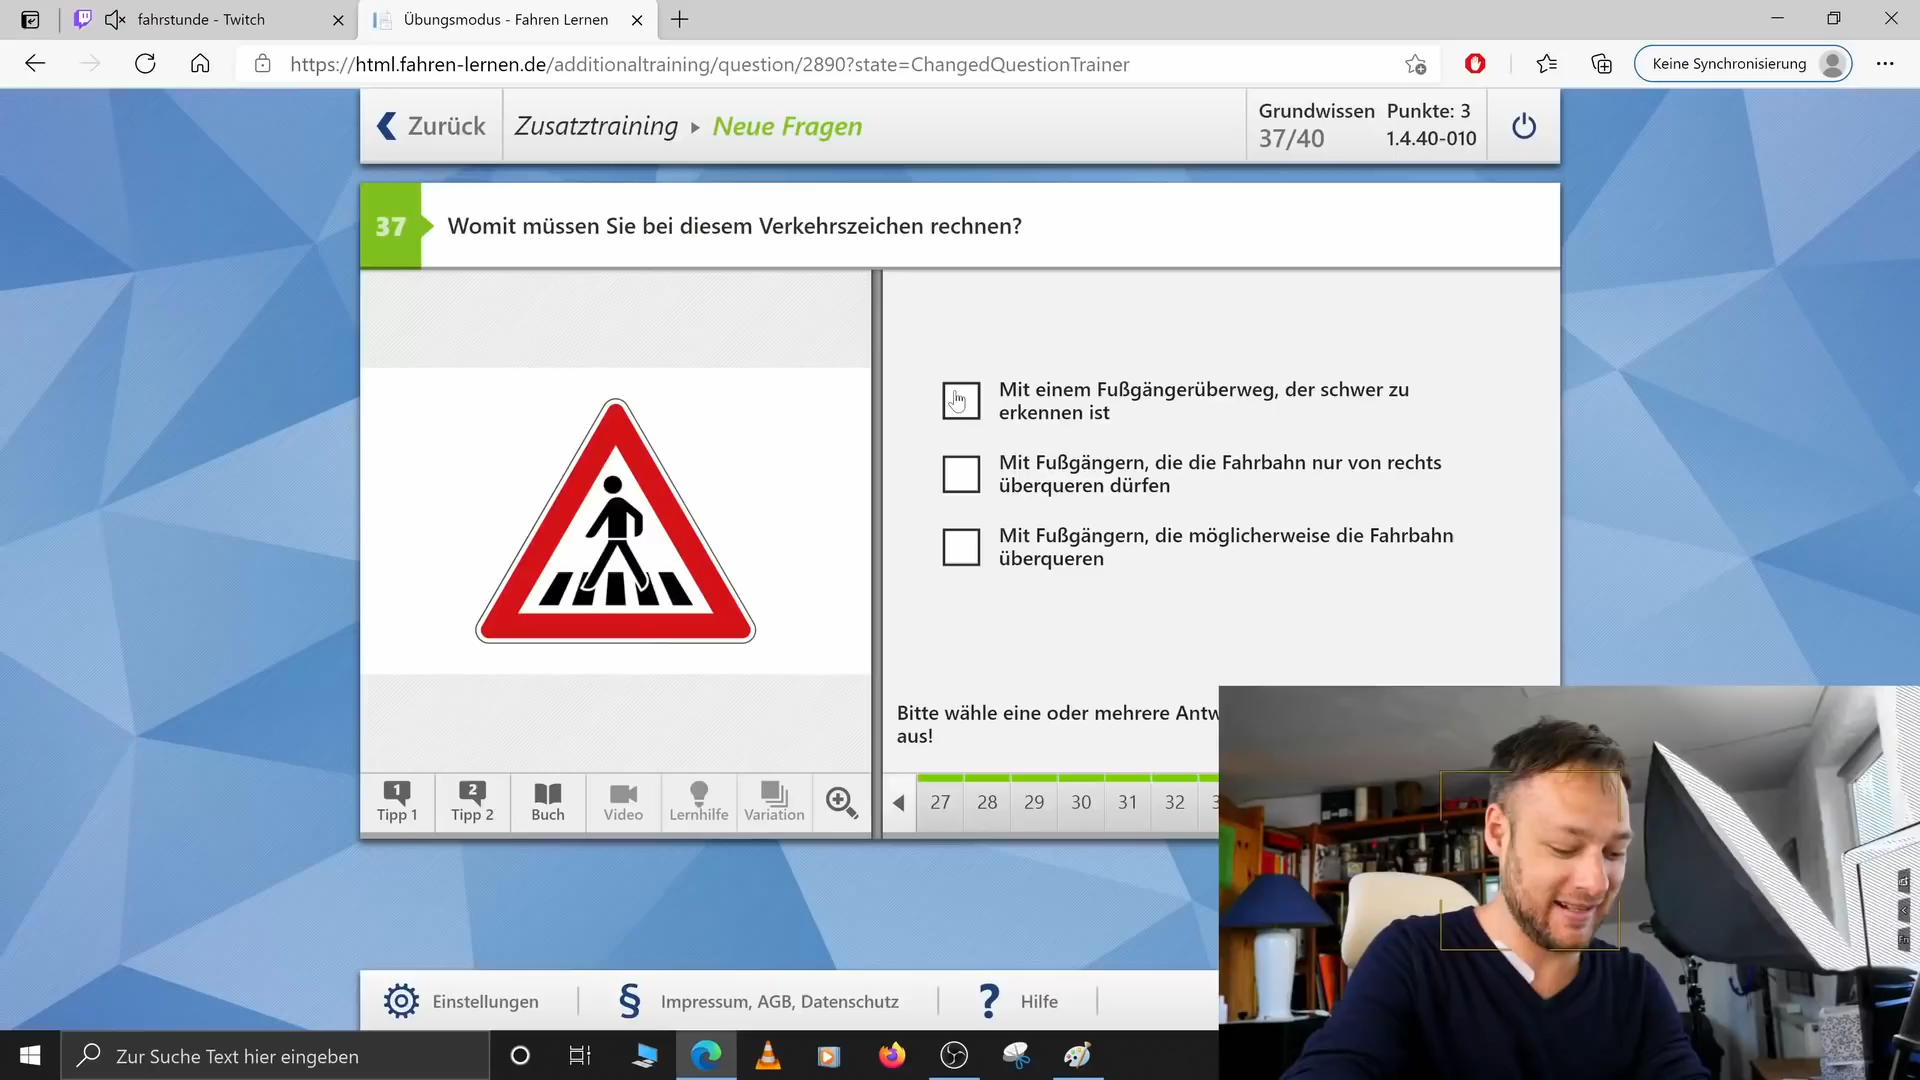 fahrstunde - Twitch
Übungsmodus - Fahren Lernen
https://html.fahren-lernen.de/additionaltraining/question/2890?state=ChangedQuestionTrainer
Keine Synchronisierung
Zurück
Zusatztraining
Neue Fragen
Grundwissen
37/40
Punkte: 3
1.4.40-010
37
Womit müssen Sie bei diesem Verkehrszeichen rechnen?
Mit einem Fußgängerüberweg, der schwer zu
erkennen ist
Mit Fußgängern, die die Fahrbahn nur von rechts
überqueren dürfen
Mit Fußgängern, die möglicherweise die Fahrbahn
überqueren
Bitte wähle eine oder mehrere Antw
aus!
1
Tipp 1
2
Tipp 2
Buch
Video
Lernhilfe
Variation
27 28 29 30 31 32
Einstellungen
§ Impressum, AGB, Datenschutz
? Hilfe
Zur Suche Text hier eingeben